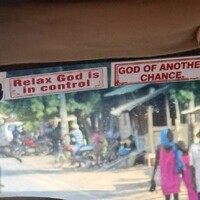 Relax God is
in control
GOD OF ANOTHE
CHANCE.